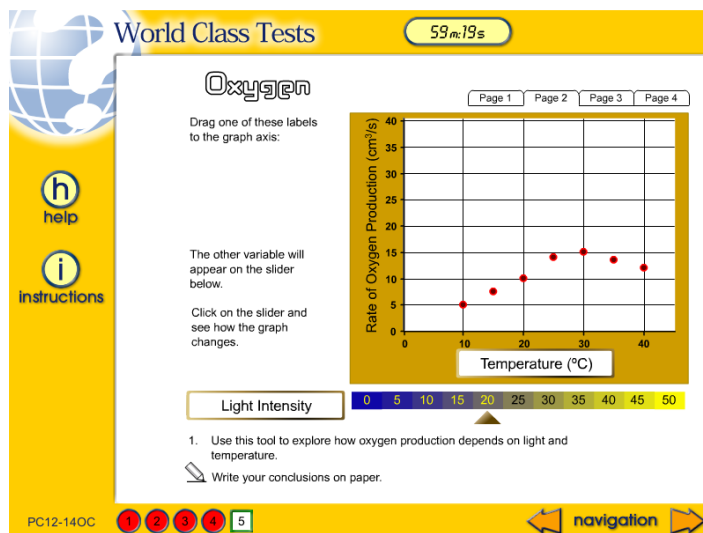 World Class Tests
59m:19s
Oxygen
Page 1
Page 2
Page 3
Page 4
Drag one of these labels
to the graph axis:
The other variable will
appear on the slider
below.
Click on the slider and
see how the graph
changes.
Rate of Oxygen Production (cm³/s)
40
35
30
25
20
15
10
5
0
0 10 20 30 40
Temperature (ºC)
Light Intensity
0 5 10 15 20 25 30 35 40 45 50
1. Use this tool to explore how oxygen production depends on light and
temperature.
Write your conclusions on paper.
?
h
help
i
instructions
PC12-14OC
1 2 3 4 5
navigation